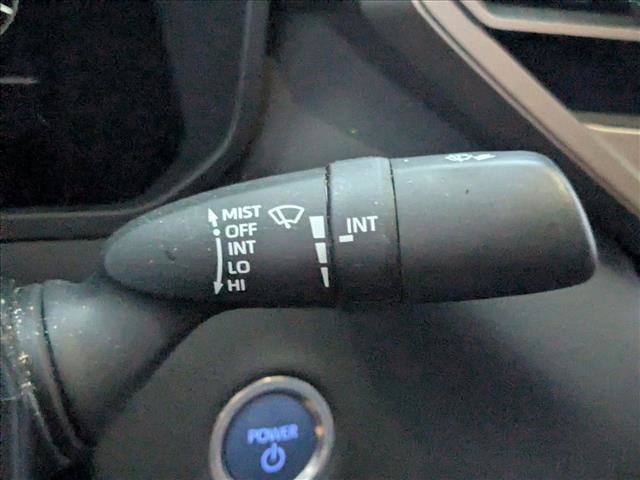 MIST
OFF
INT
LO
HI
INT
POWER